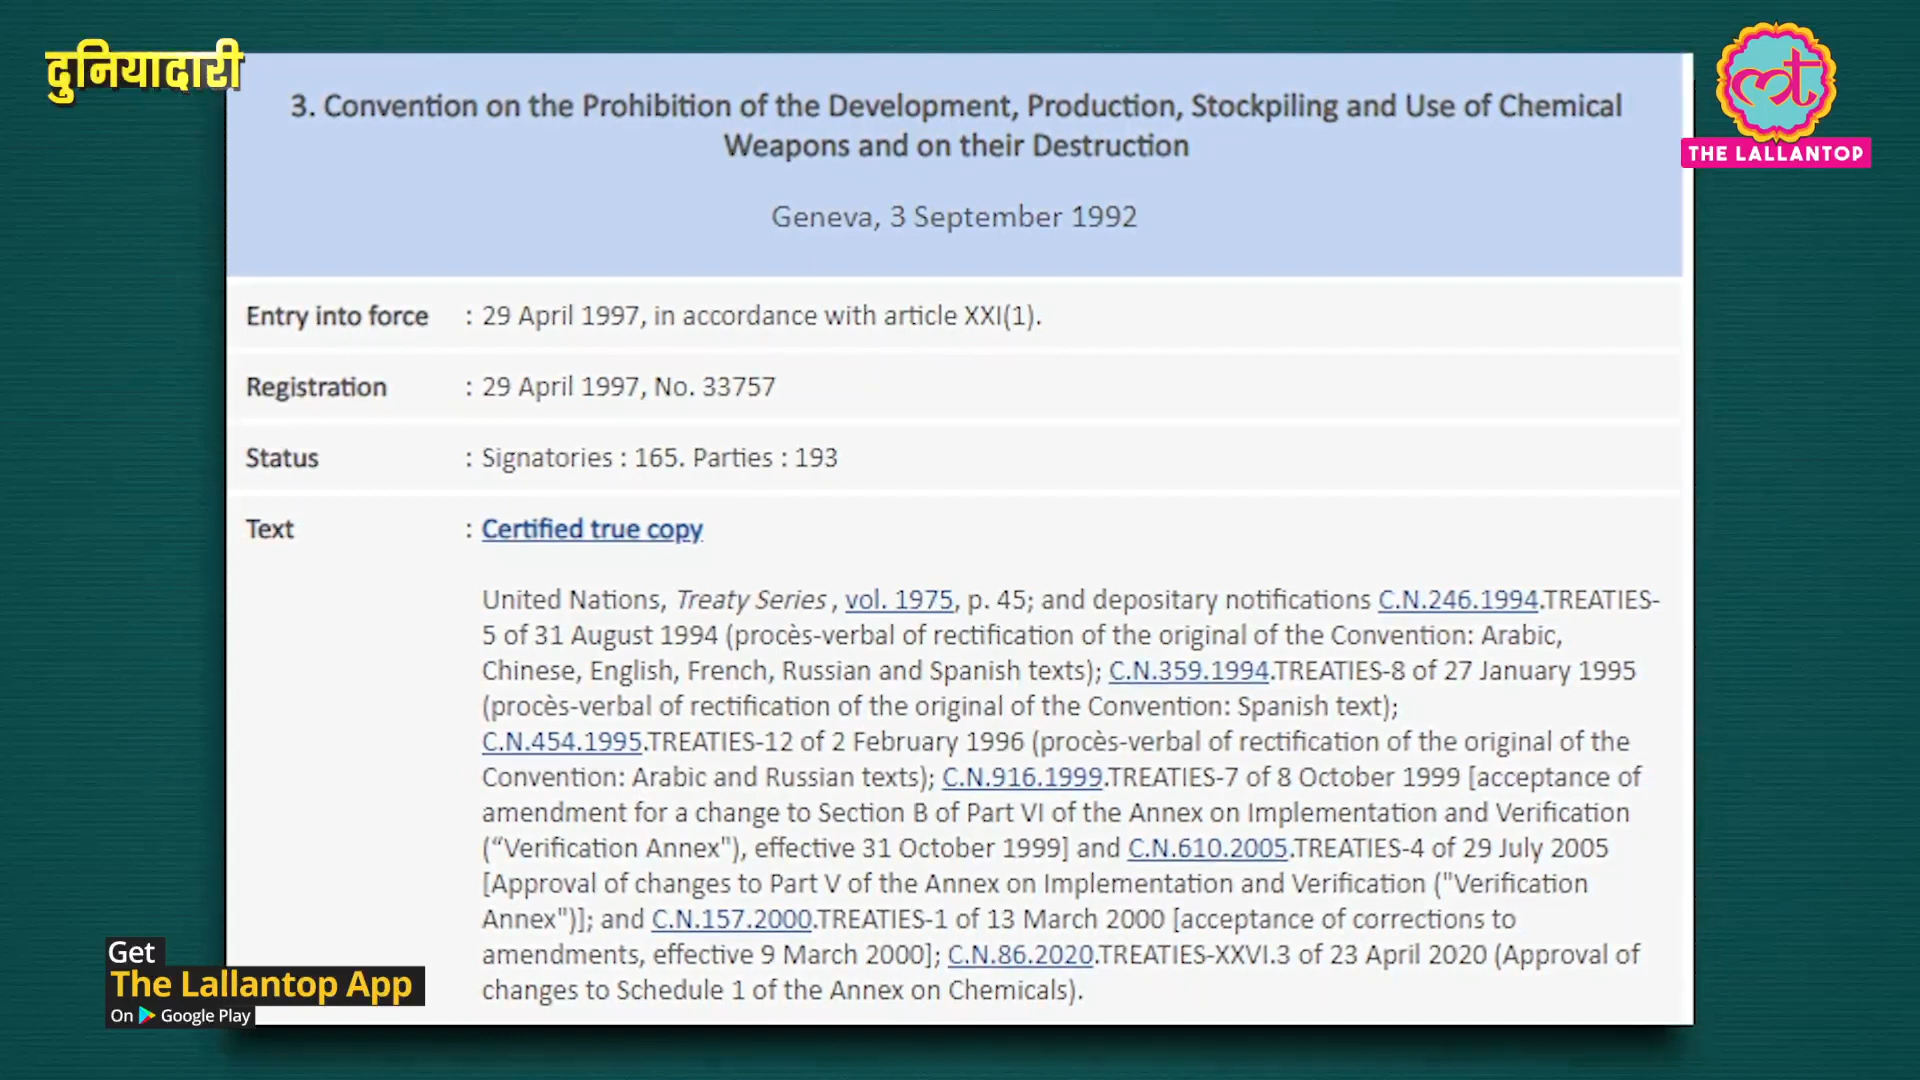 दुनियादारी
THE LALLANTOP
3. Convention on the Prohibition of the Development, Production, Stockpiling and Use of Chemical
Weapons and on their Destruction
Geneva, 3 September 1992
Entry into force : 29 April 1997, in accordance with article XXI(1).
Registration : 29 April 1997, No. 33757
Status : Signatories : 165. Parties : 193
Text : Certified true copy
United Nations, Treaty Series , vol. 1975, p. 45; and depositary notifications C.N.246.1994.TREATIES-
5 of 31 August 1994 (procès-verbal of rectification of the original of the Convention: Arabic,
Chinese, English, French, Russian and Spanish texts); C.N.359.1994.TREATIES-8 of 27 January 1995
(procès-verbal of rectification of the original of the Convention: Spanish text);
C.N.454.1995.TREATIES-12 of 2 February 1996 (procès-verbal of rectification of the original of the
Convention: Arabic and Russian texts); C.N.916.1999.TREATIES-7 of 8 October 1999 [acceptance of
amendment for a change to Section B of Part VI of the Annex on Implementation and Verification
(“Verification Annex"), effective 31 October 1999] and C.N.610.2005.TREATIES-4 of 29 July 2005
[Approval of changes to Part V of the Annex on Implementation and Verification ("Verification
Annex")]; and C.N.157.2000.TREATIES-1 of 13 March 2000 [acceptance of corrections to
amendments, effective 9 March 2000]; C.N.86.2020.TREATIES-XXVI.3 of 23 April 2020 (Approval of
changes to Schedule 1 of the Annex on Chemicals).
Get
The Lallantop App
On Google Play